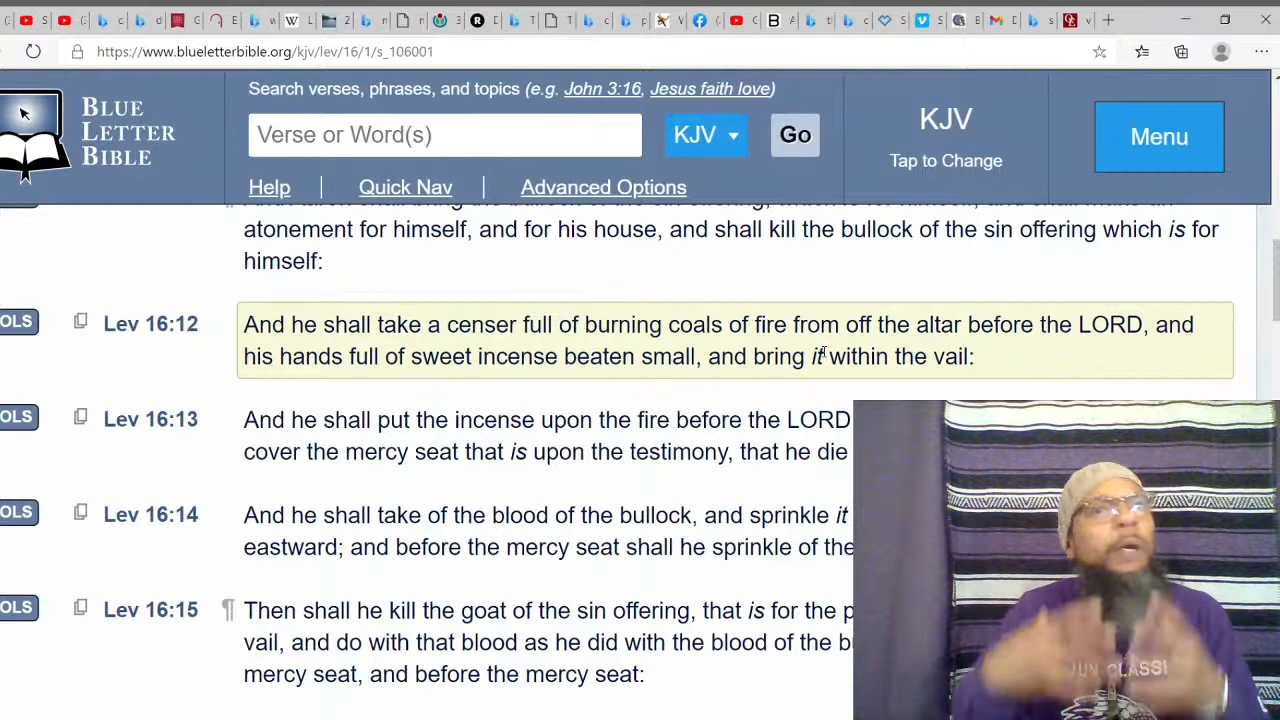 https://www.blueletterbible.org/kjv/lev/16/1/s_106001
BLUE
LETTER
BIBLE
Search verses, phrases, and topics (e.g. John 3:16, Jesus faith love)
Verse or Word(s)
KJV
Go
KJV
Tap to Change
Menu
Help | Quick Nav | Advanced Options
atonement for himself, and for his house, and shall kill the bullock of the sin offering which is for
himself:
OLS
Lev 16:12
And he shall take a censer full of burning coals of fire from off the altar before the LORD, and
his hands full of sweet incense beaten small, and bring it within the vail:
OLS
Lev 16:13
And he shall put the incense upon the fire before the LORD
cover the mercy seat that is upon the testimony, that he die
OLS
Lev 16:14
And he shall take of the blood of the bullock, and sprinkle it
eastward; and before the mercy seat shall he sprinkle of the
OLS
Lev 16:15
¶ Then shall he kill the goat of the sin offering, that is for the p
vail, and do with that blood as he did with the blood of the bu
mercy seat, and before the mercy seat:
JUN CLASSI